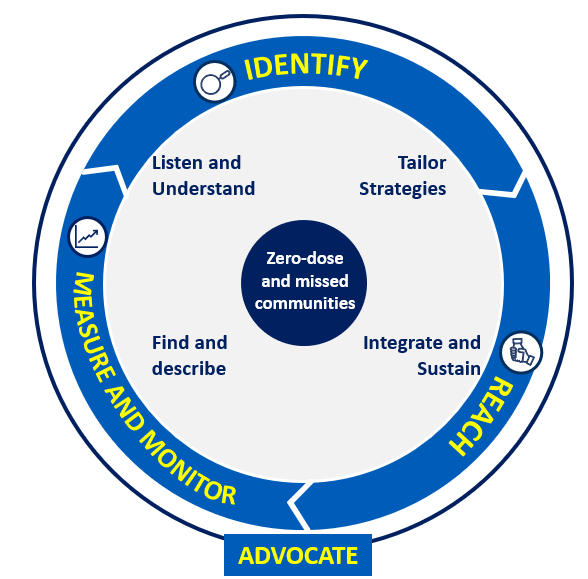 IDENTIFY
Listen and
Understand
Tailor
Strategies
Zero-dose
and missed
communities
Find and
describe
Integrate and
Sustain
MEASURE AND MONITOR
REACH
ADVOCATE